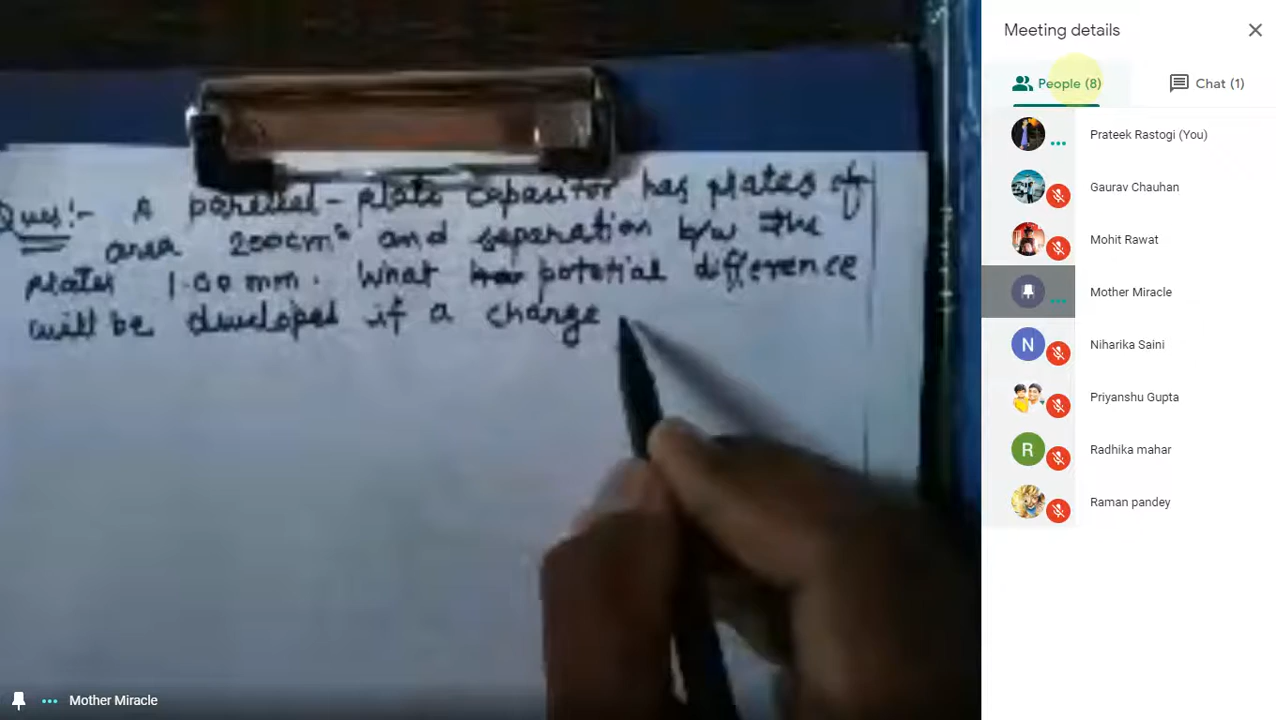 Ques:- A parallel-plate capacitor has plates of
area 200cm² and separation b/w the
plates 1.00 mm. What potential difference
will be developed if a charge
Mother Miracle
Meeting details
People (8)
Chat (1)
Prateek Rastogi (You)
Gaurav Chauhan
Mohit Rawat
Mother Miracle
N Niharika Saini
Priyanshu Gupta
R Radhika mahar
Raman pandey